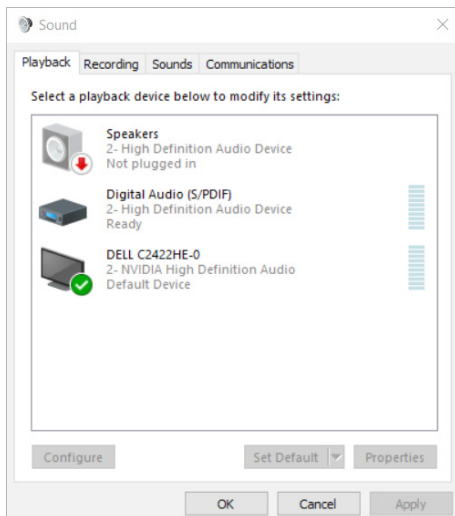 Sound
Playback Recording Sounds Communications
Select a playback device below to modify its settings:
Speakers
2- High Definition Audio Device
Not plugged in
Digital Audio (S/PDIF)
2- High Definition Audio Device
Ready
DELL C2422HE-0
2- NVIDIA High Definition Audio
Default Device
Configure Set Default Properties
OK Cancel Apply